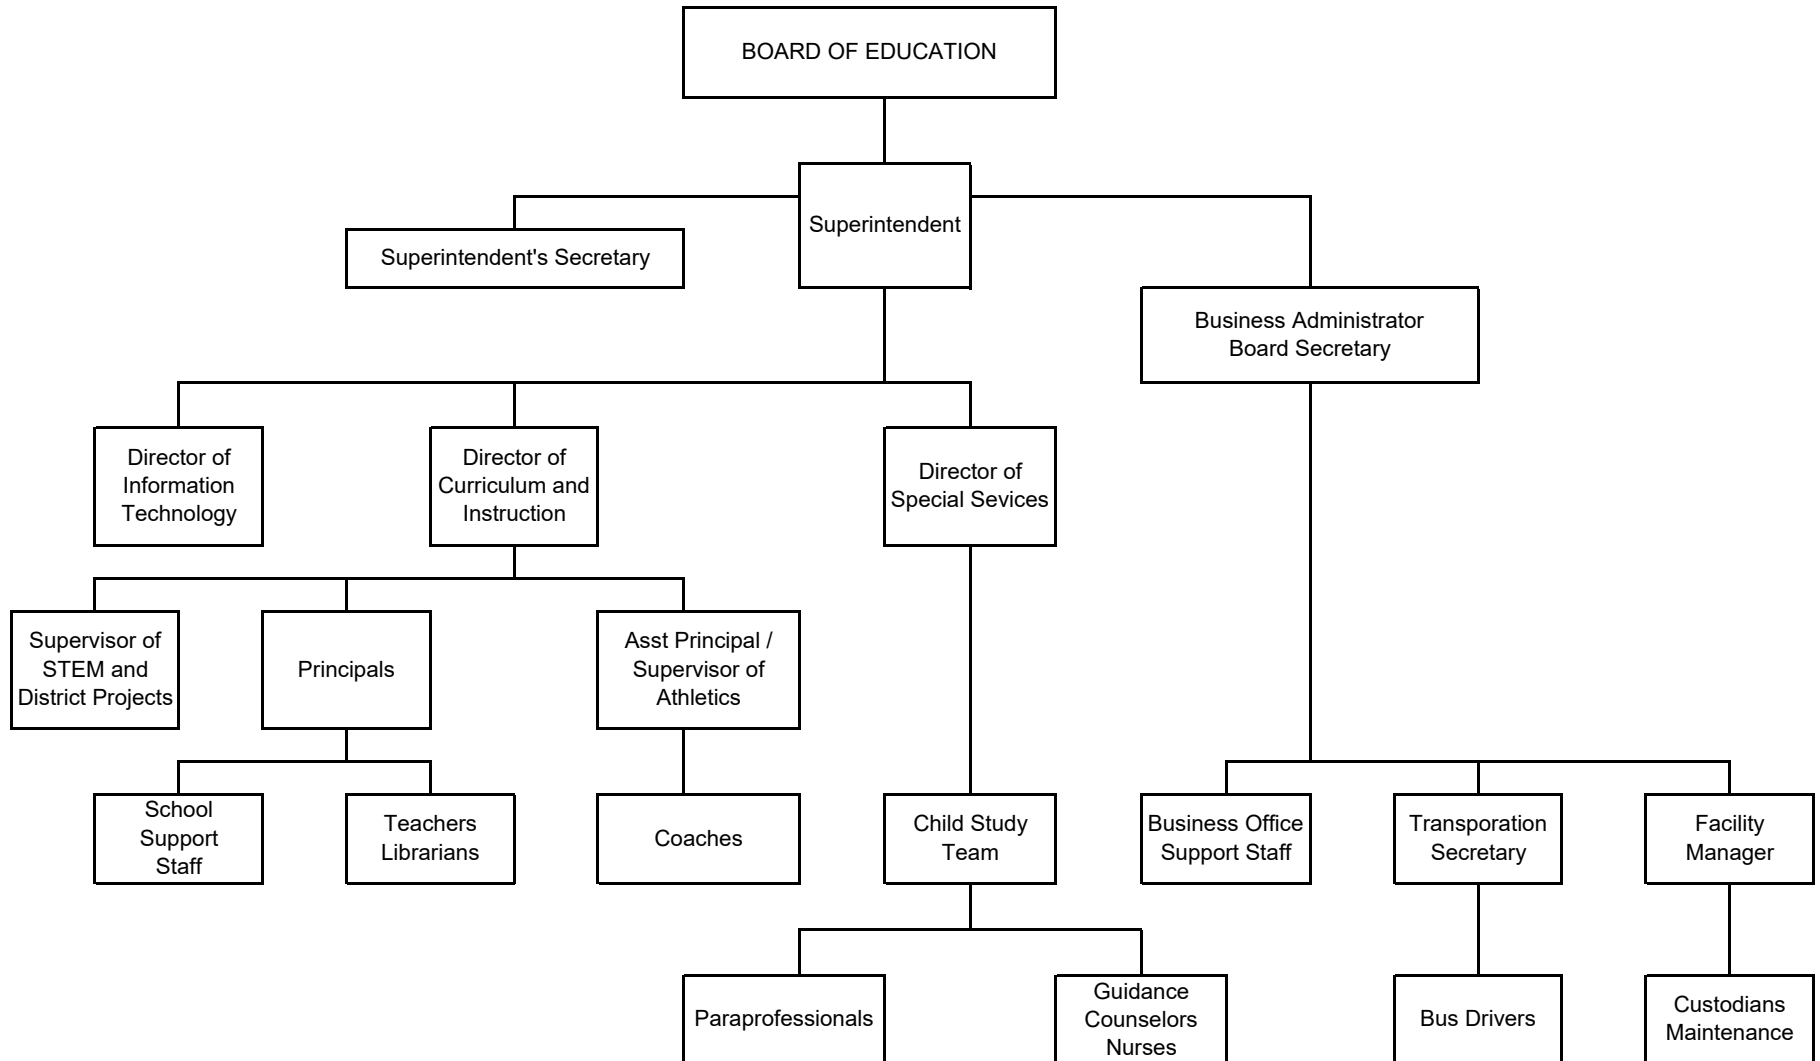 BOARD OF EDUCATION
Superintendent
Superintendent's Secretary
Business Administrator
Board Secretary
Director of
Information
Technology
Director of
Curriculum and
Instruction
Director of
Special Sevices
Supervisor of
STEM and
District Projects
Principals
Asst Principal /
Supervisor of
Athletics
School
Support
Staff
Teachers
Librarians
Coaches
Child Study
Team
Business Office
Support Staff
Transporation
Secretary
Facility
Manager
Paraprofessionals
Guidance
Counselors
Nurses
Bus Drivers
Custodians
Maintenance